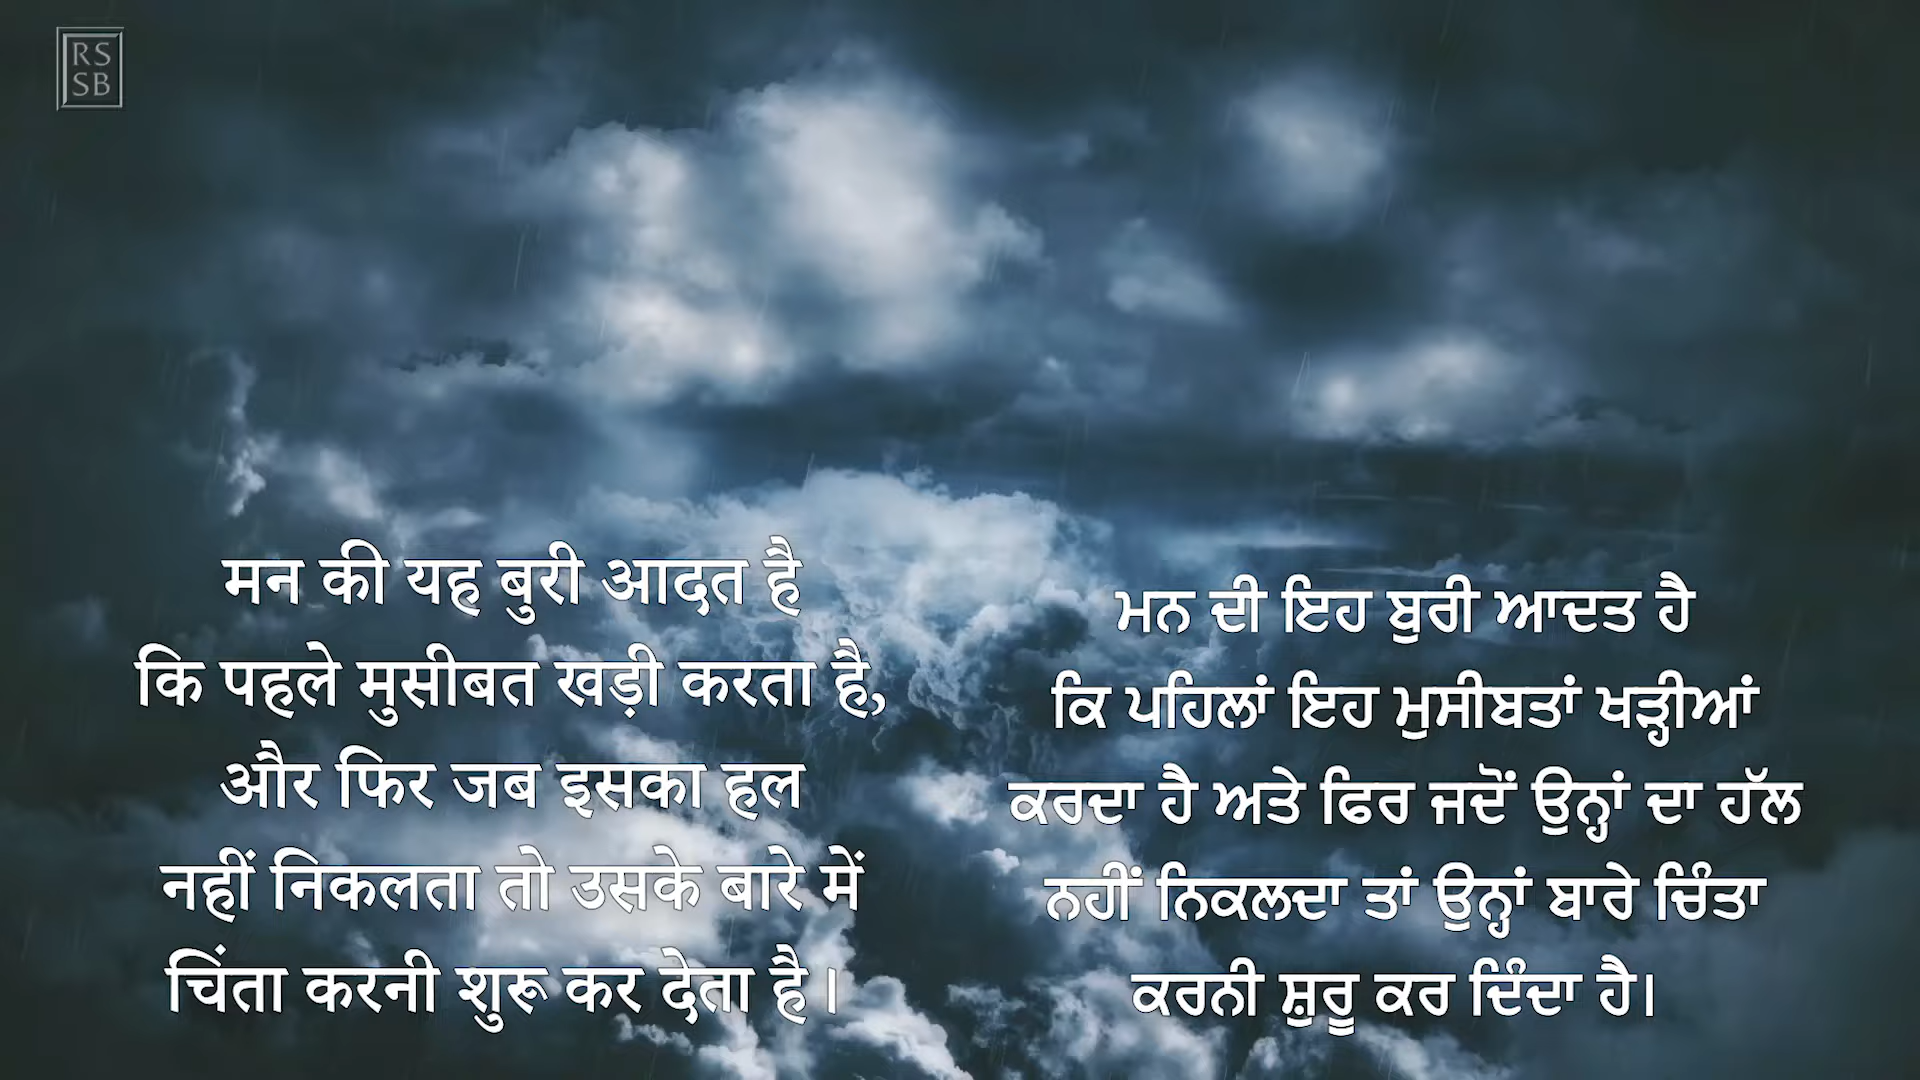 RS
SB
मन की यह बुरी आदत है
कि पहले मुसीबत खड़ी करता है,
और फिर जब इसका हल
नहीं निकलता तो उसके बारे में
चिंता करनी शुरू कर देता है।
ਮਨ ਦੀ ਇਹ ਬੁਰੀ ਆਦਤ ਹੈ
ਕਿ ਪਹਿਲਾਂ ਇਹ ਮੁਸੀਬਤਾਂ ਖੜ੍ਹੀਆਂ
ਕਰਦਾ ਹੈ ਅਤੇ ਫਿਰ ਜਦੋਂ ਉਨ੍ਹਾਂ ਦਾ ਹੱਲ
ਨਹੀਂ ਨਿਕਲਦਾ ਤਾਂ ਉਨ੍ਹਾਂ ਬਾਰੇ ਚਿੰਤਾ
ਕਰਨੀ ਸ਼ੁਰੂ ਕਰ ਦਿੰਦਾ ਹੈ।